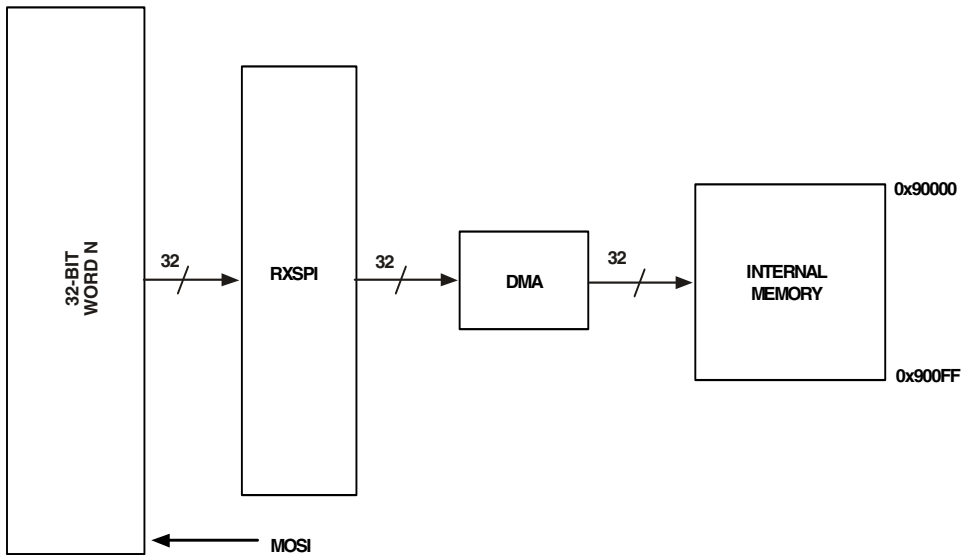 32-BIT
WORD N
32
RXSPI
32
DMA
32
INTERNAL
MEMORY
0x90000
0x900FF
MOSI